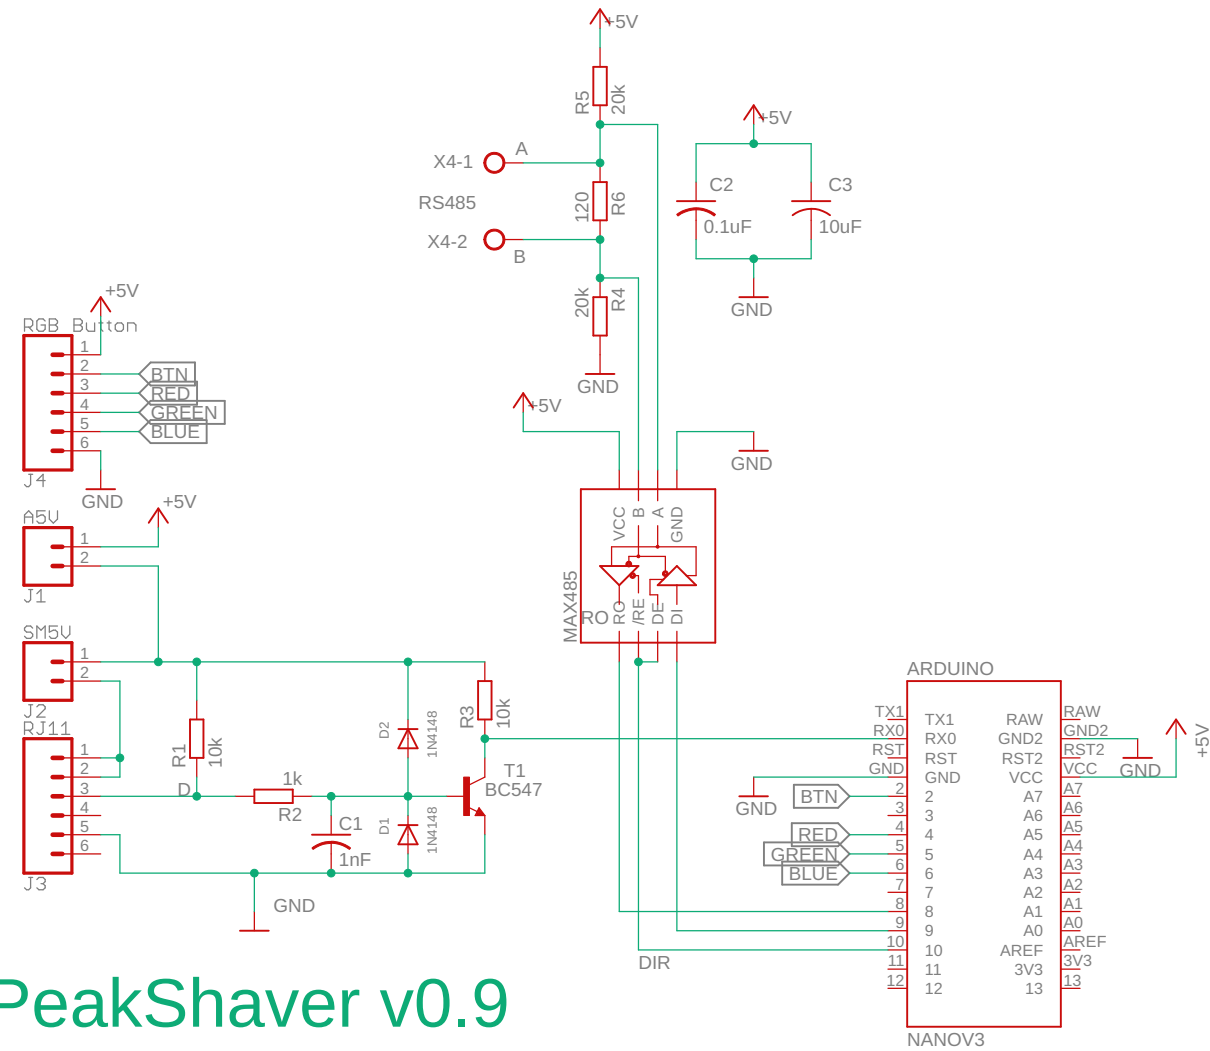 +5V
R5
20k
+5V
X4-1
A
C2
C3
RS485
120
R6
0.1uF
10uF
X4-2
B
+5V
20k
R4
GND
RGB Button
1
2
3
4
5
6
BTN
RED
GREEN
BLUE
GND
+5V
J4
GND
GND
A5V
+5V
1
2
J1
VCC
B
A
GND
MAX485
RO
RO
/RE
DE
DI
SM5V
1
2
J2
RJ11
1
2
3
4
5
6
J3
R1
10k
D
1k
R2
C1
1nF
D2
1N4148
D1
1N4148
R3
10k
T1
BC547
GND
DIR
ARDUINO
TX1 TX1 RAW RAW
RX0 RX0 GND2 GND2
RST RST RST2 RST2
GND GND VCC VCC
2 2 A7 A7
3 3 A6 A6
4 4 A5 A5
5 5 A4 A4
6 6 A3 A3
7 7 A2 A2
8 8 A1 A1
9 9 A0 A0
10 10 AREF AREF
11 11 3V3 3V3
12 12 13 13
NANOV3
GND
BTN
RED
GREEN
BLUE
GND
+5V
PeakShaver v0.9